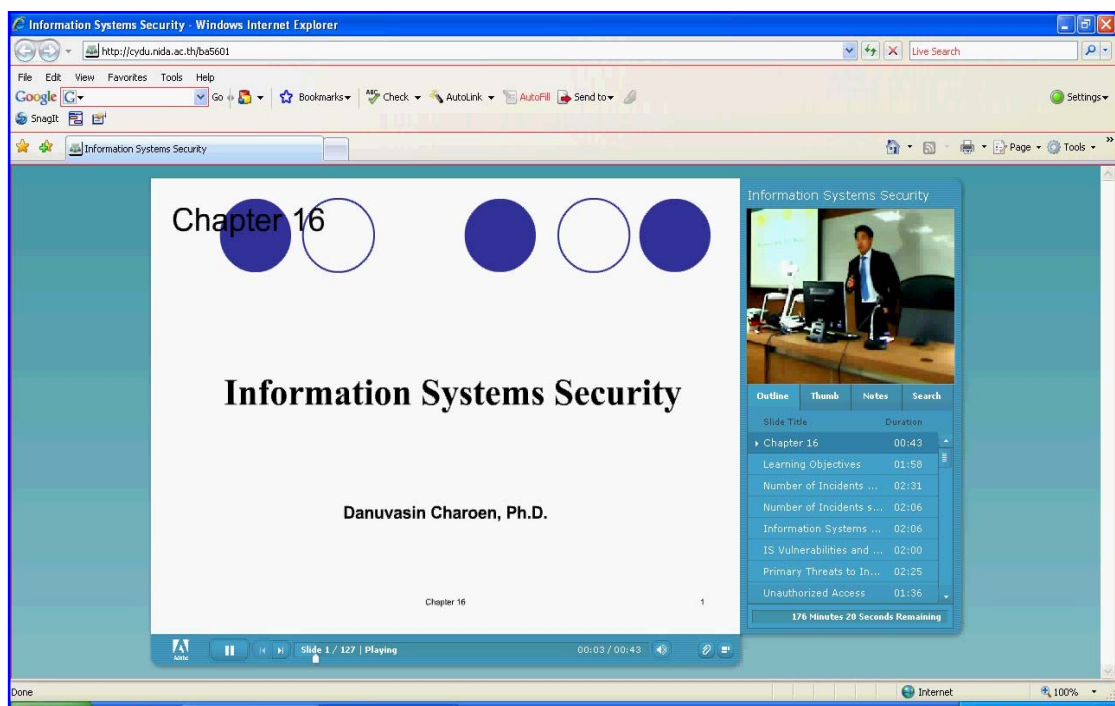 Information Systems Security - Windows Internet Explorer
http://cydu.nida.ac.th/ba5601
Live Search
File Edit View Favorites Tools Help
Google G Go Bookmarks ABC Check AutoLink AutoFill Send to Settings
SnagIt
Information Systems Security Page Tools »
Chapter 16
Information Systems Security
Danuvasin Charoen, Ph.D.
Chapter 16 1
Adobe Slide 1 / 127 | Playing 00:03 / 00:43
Information Systems Security
Outline Thumb Notes Search
Slide Title Duration
Chapter 16 00:43
Learning Objectives 01:58
Number of Incidents ... 02:31
Number of Incidents s... 02:06
Information Systems ... 02:06
IS Vulnerabilities and ... 02:00
Primary Threats to In... 02:25
Unauthorized Access 01:36
176 Minutes 20 Seconds Remaining
Done Internet 100%